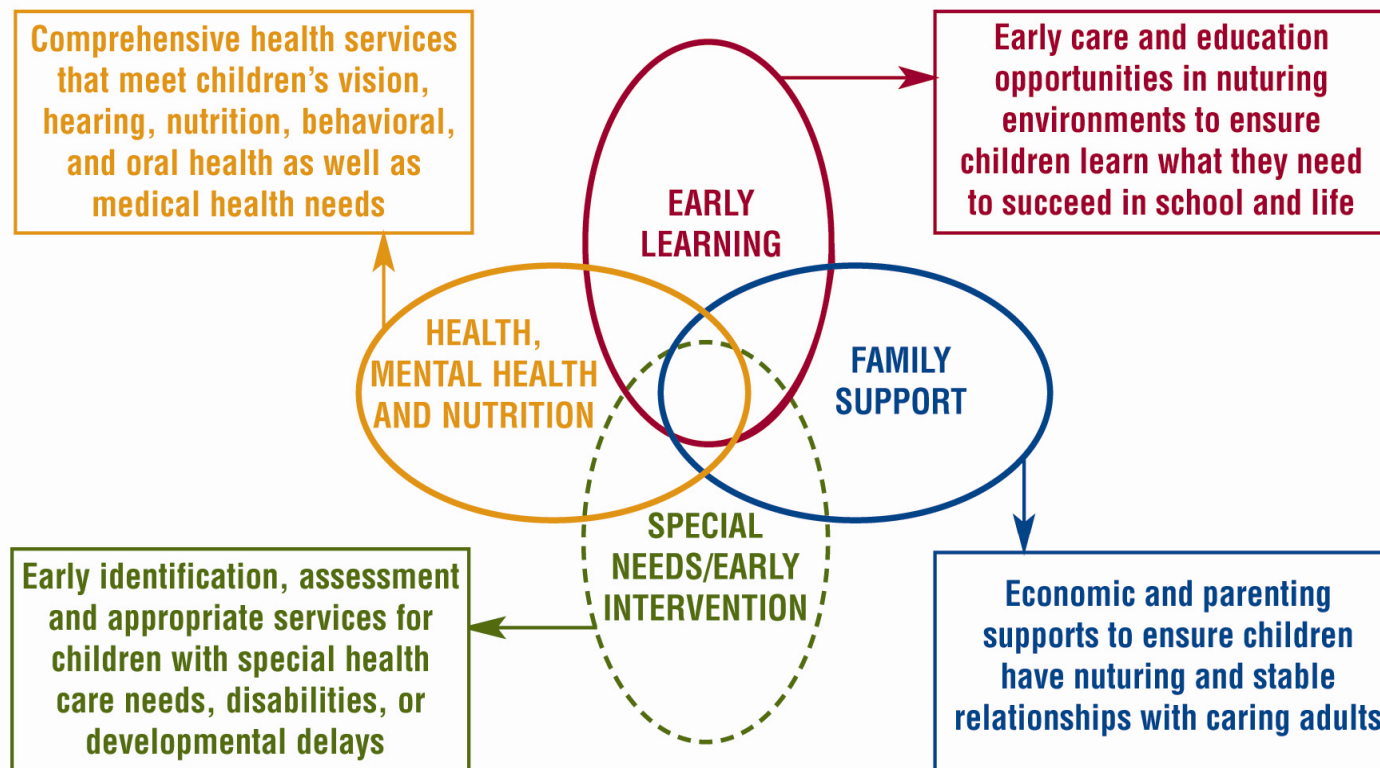 Comprehensive health services
that meet children’s vision,
hearing, nutrition, behavioral,
and oral health as well as
medical health needs
Early care and education
opportunities in nuturing
environments to ensure
children learn what they need
to succeed in school and life
EARLY
LEARNING
HEALTH,
MENTAL HEALTH
AND NUTRITION
FAMILY
SUPPORT
SPECIAL
NEEDS/EARLY
INTERVENTION
Early identification, assessment
and appropriate services for
children with special health
care needs, disabilities, or
developmental delays
Economic and parenting
supports to ensure children
have nuturing and stable
relationships with caring adults